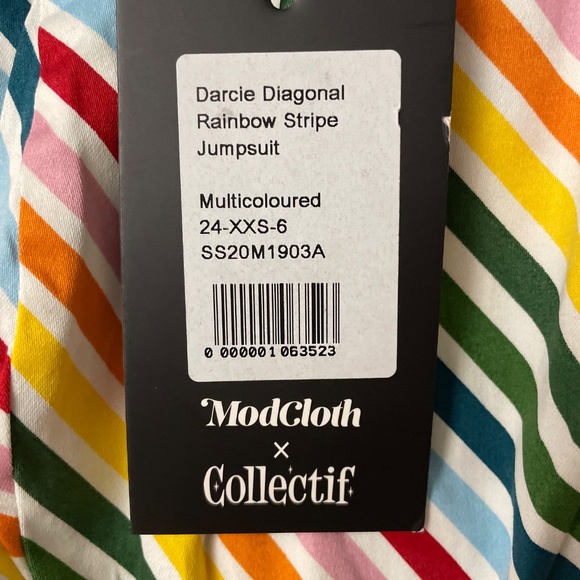 Darcie Diagonal
Rainbow Stripe
Jumpsuit
Multicoloured
24-XXS-6
SS20M1903A
0 000001 063523
ModCloth
×
Collectif